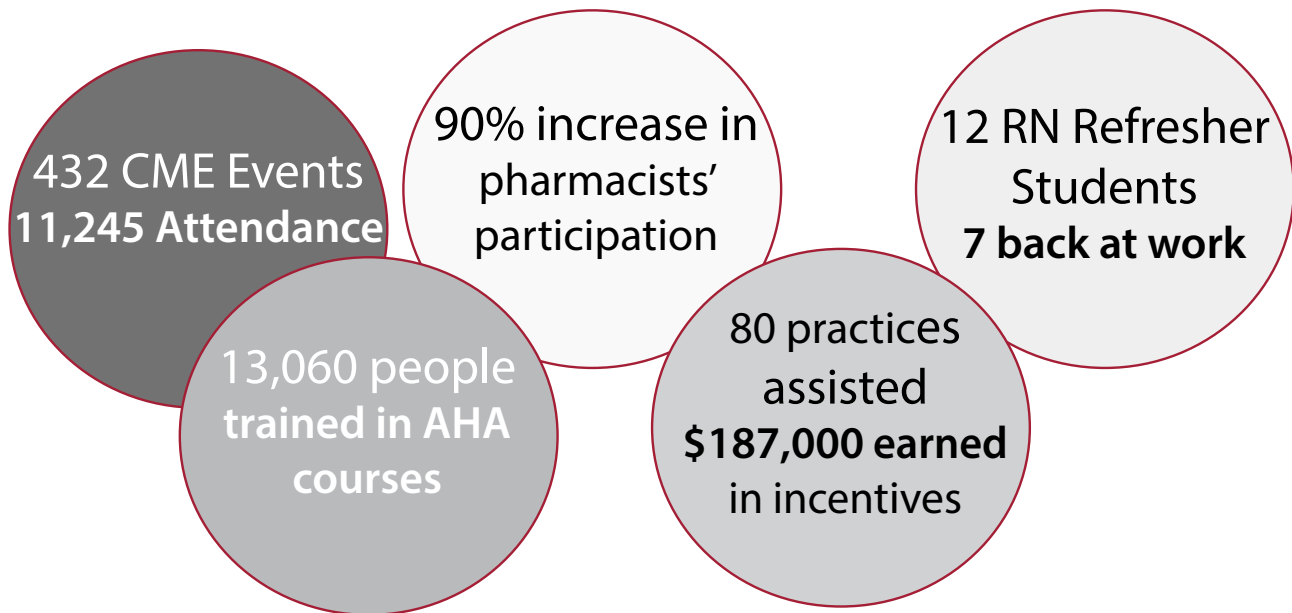 432 CME Events
11,245 Attendance
90% increase in
pharmacists’
participation
12 RN Refresher
Students
7 back at work
13,060 people
trained in AHA
courses
80 practices
assisted
$187,000 earned
in incentives